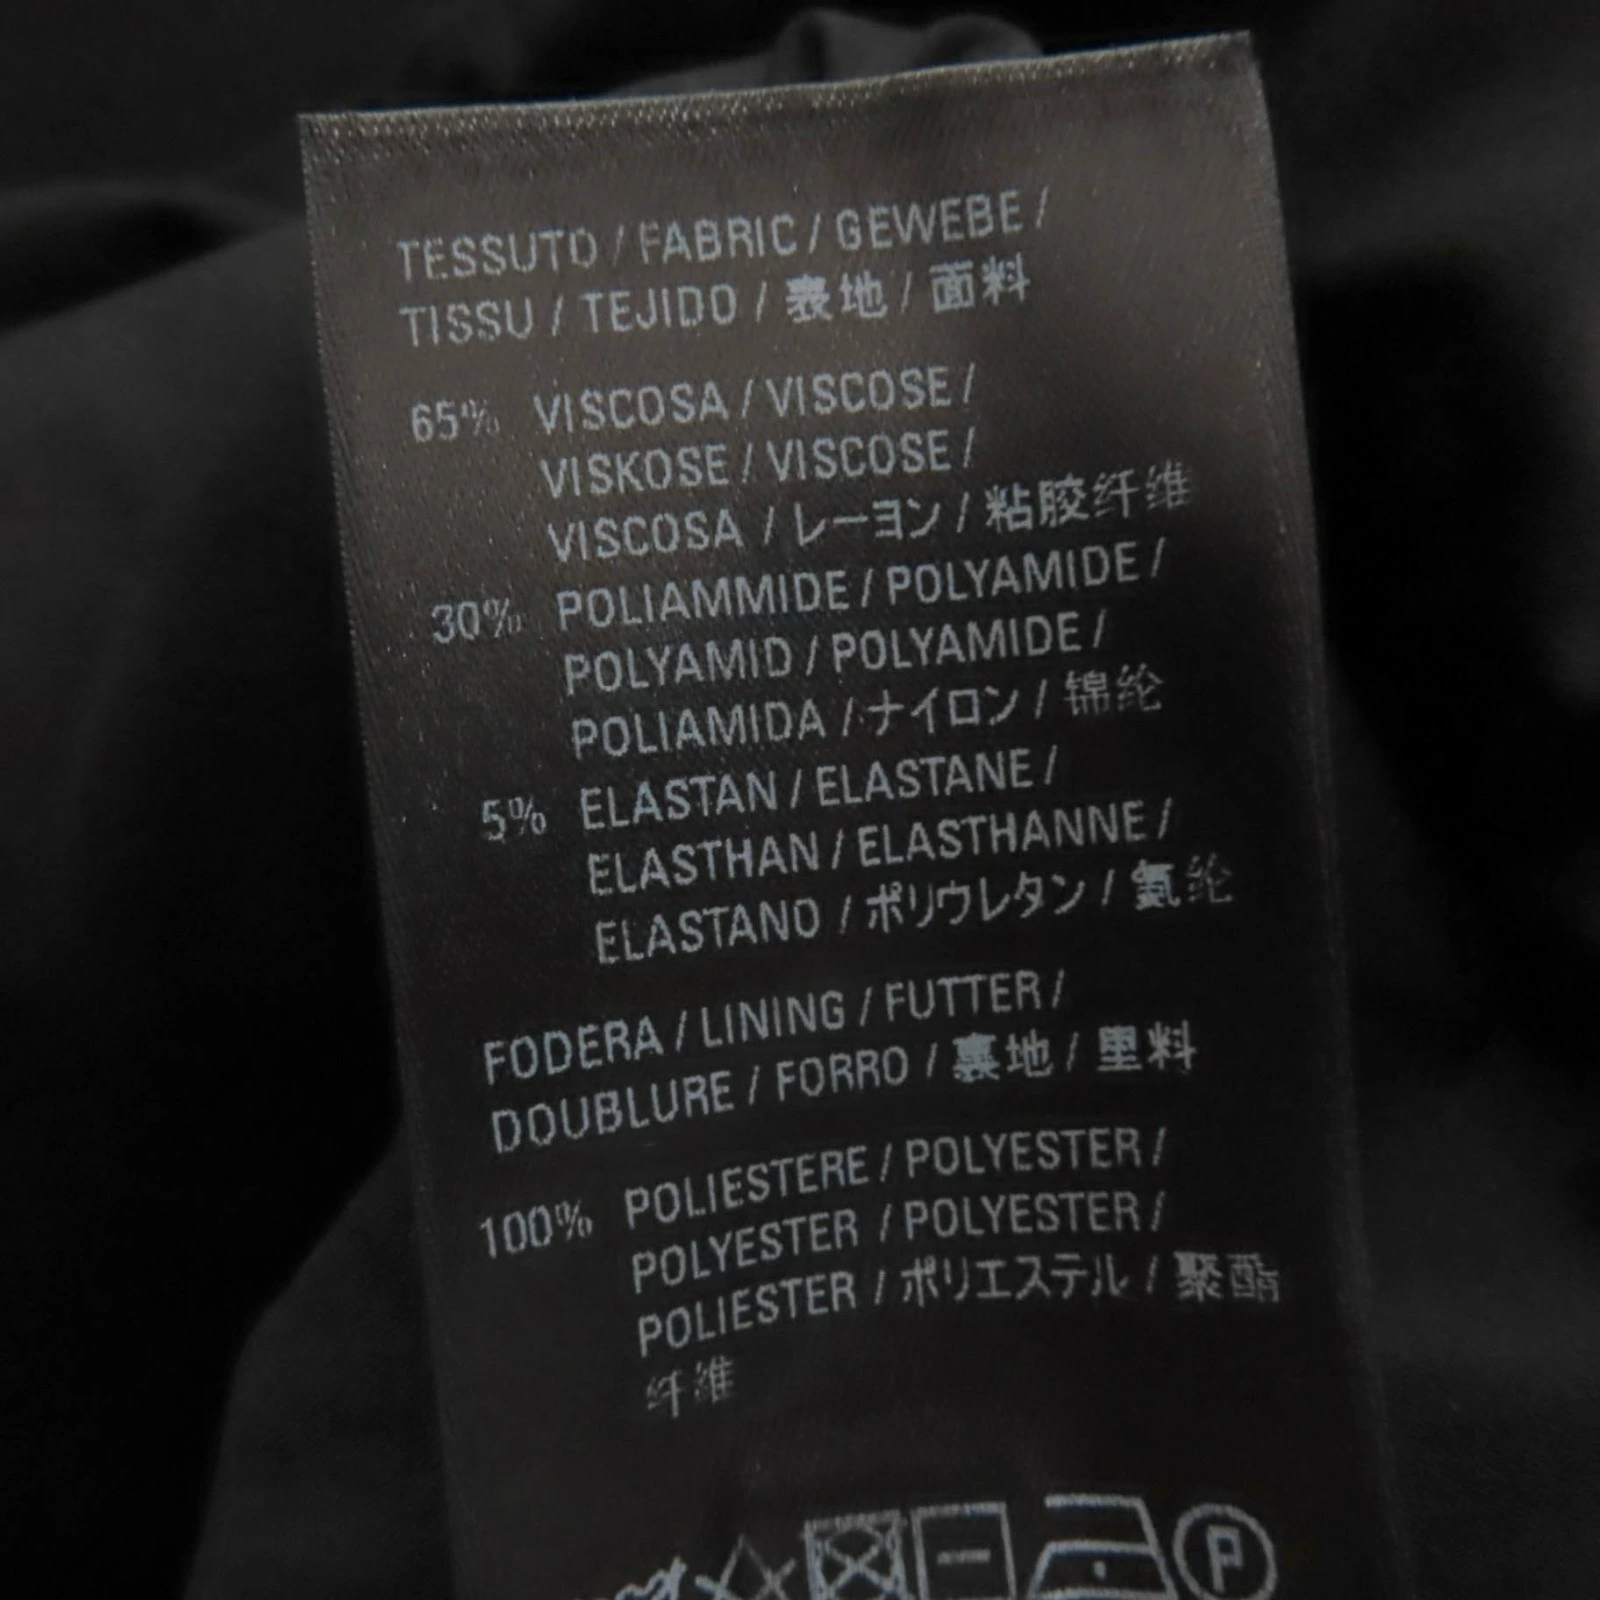 TESSUTO / FABRIC / GEWEBE /
TISSU / TEJIDO / 表地 / 面料
65% VISCOSA / VISCOSE /
VISKOSE / VISCOSE /
VISCOSA / レーヨン / 粘胶纤维
30% POLIAMMIDE / POLYAMIDE /
POLYAMID / POLYAMIDE /
POLIAMIDA / ナイロン / 锦纶
5% ELASTAN / ELASTANE /
ELASTHAN / ELASTHANNE /
ELASTANO / ポリウレタン / 氨纶
FODERA / LINING / FUTTER /
DOUBLURE / FORRO / 裏地 / 里料
100% POLIESTERE / POLYESTER /
POLYESTER / POLYESTER /
POLIESTER / ポリエステル / 聚酯
纤维
P